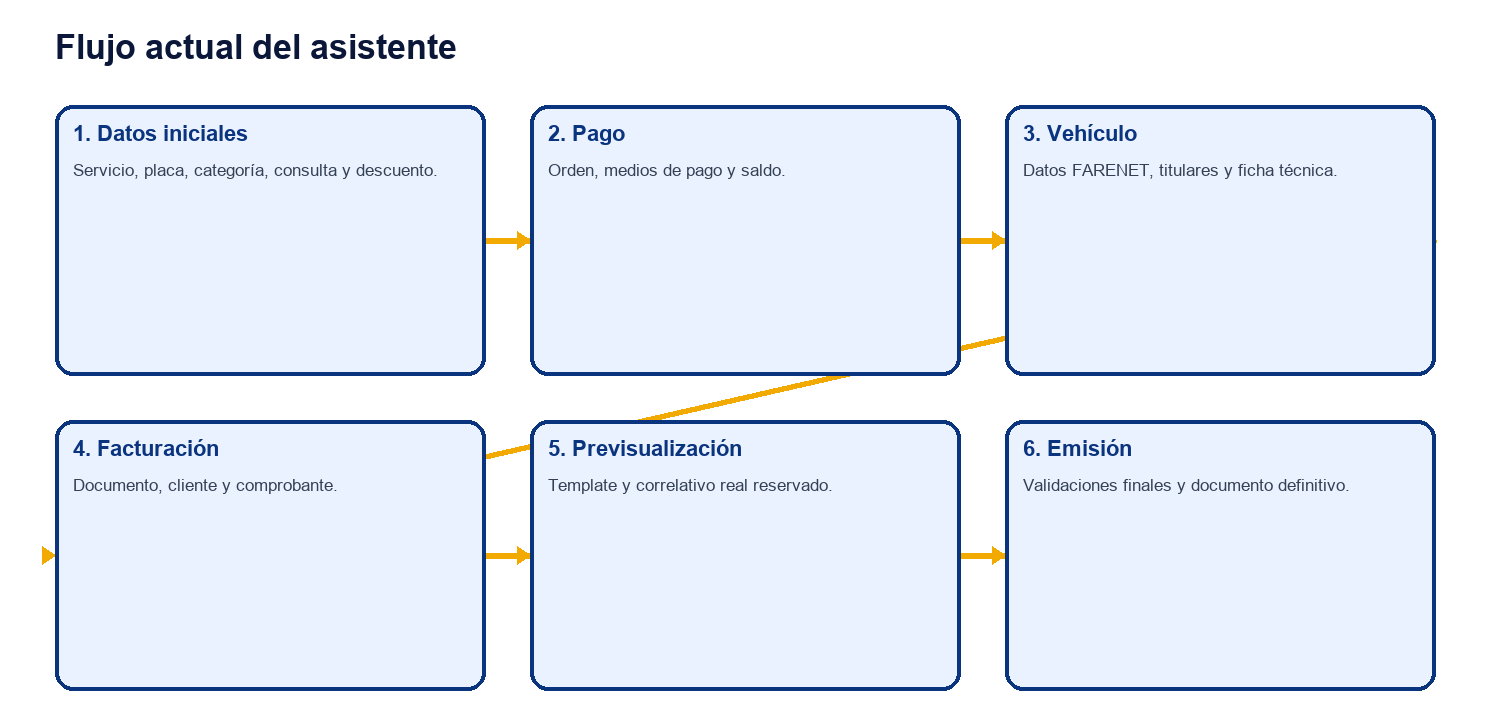 Flujo actual del asistente
1. Datos iniciales
Servicio, placa, categoría, consulta y descuento.
2. Pago
Orden, medios de pago y saldo.
3. Vehículo
Datos FARENET, titulares y ficha técnica.
4. Facturación
Documento, cliente y comprobante.
5. Previsualización
Template y correlativo real reservado.
6. Emisión
Validaciones finales y documento definitivo.